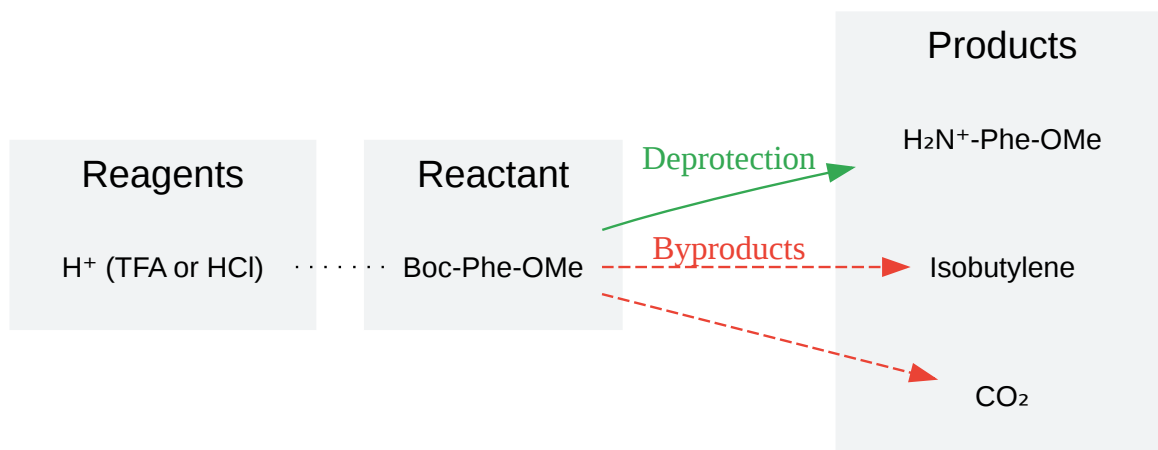 Reagents
H⁺ (TFA or HCl)
Reactant
Boc-Phe-OMe
Deprotection
Byproducts
Products
H₂N⁺-Phe-OMe
Isobutylene
CO₂